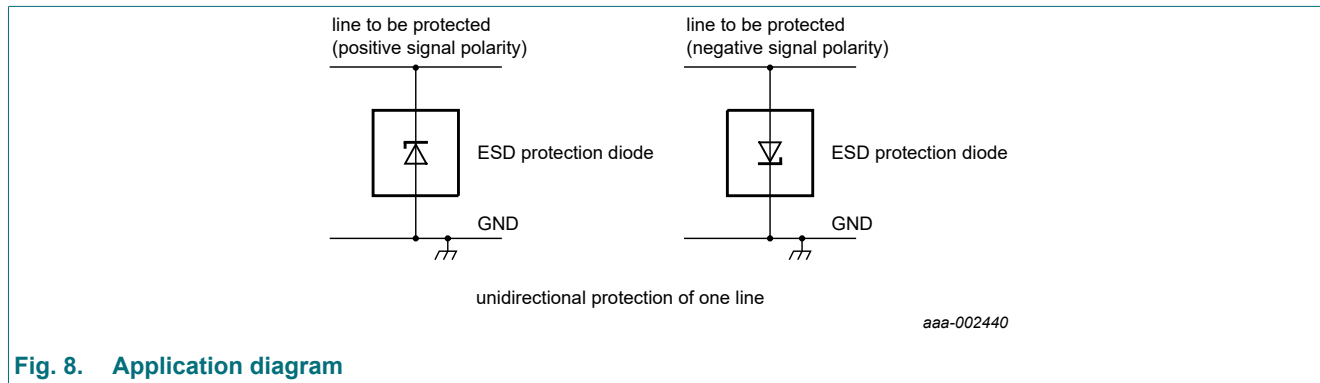 line to be protected
(positive signal polarity)
line to be protected
(negative signal polarity)
ESD protection diode
ESD protection diode
GND
GND
unidirectional protection of one line
aaa-002440
Fig. 8. Application diagram